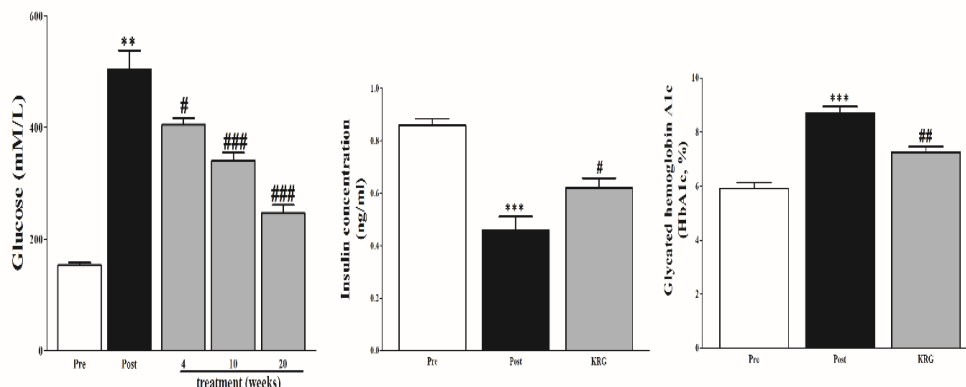 Glucose (mM/L)
600
400
200
0
**
#
###
###
Pre Post 4 10 20
treatment (weeks)
Insulin concentration
(ng/ml)
1.0
0.8
0.6
0.4
0.2
0.0
***
#
Pre Post KRG
Glycated hemoglobin A1c
(HbA1c, %)
10
8
6
4
2
0
***
##
Pre Post KRG